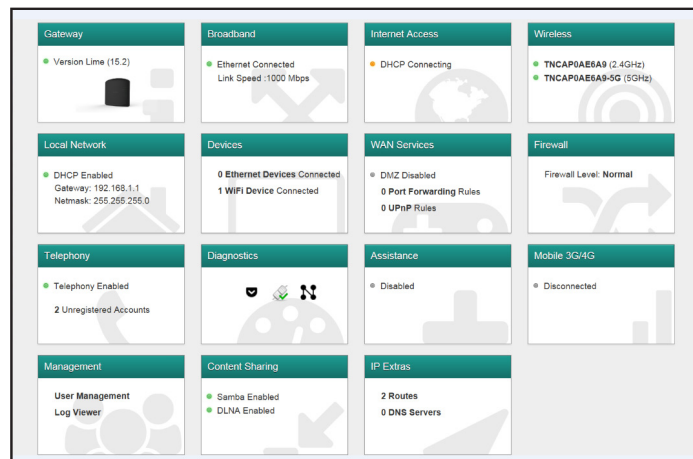 Gateway
Version Lime (15.2)
Broadband
Ethernet Connected
Link Speed :1000 Mbps
Internet Access
DHCP Connecting
Wireless
TNCAP0AE6A9 (2.4GHz)
TNCAP0AE6A9-5G (5GHz)
Local Network
DHCP Enabled
Gateway: 192.168.1.1
Netmask: 255.255.255.0
Devices
0 Ethernet Devices Connected
1 WiFi Device Connected
WAN Services
DMZ Disabled
0 Port Forwarding Rules
0 UPnP Rules
Firewall
Firewall Level: Normal
Telephony
Telephony Enabled
2 Unregistered Accounts
Diagnostics
Assistance
Disabled
Mobile 3G/4G
Disconnected
Management
User Management
Log Viewer
Content Sharing
Samba Enabled
DLNA Enabled
IP Extras
2 Routes
0 DNS Servers